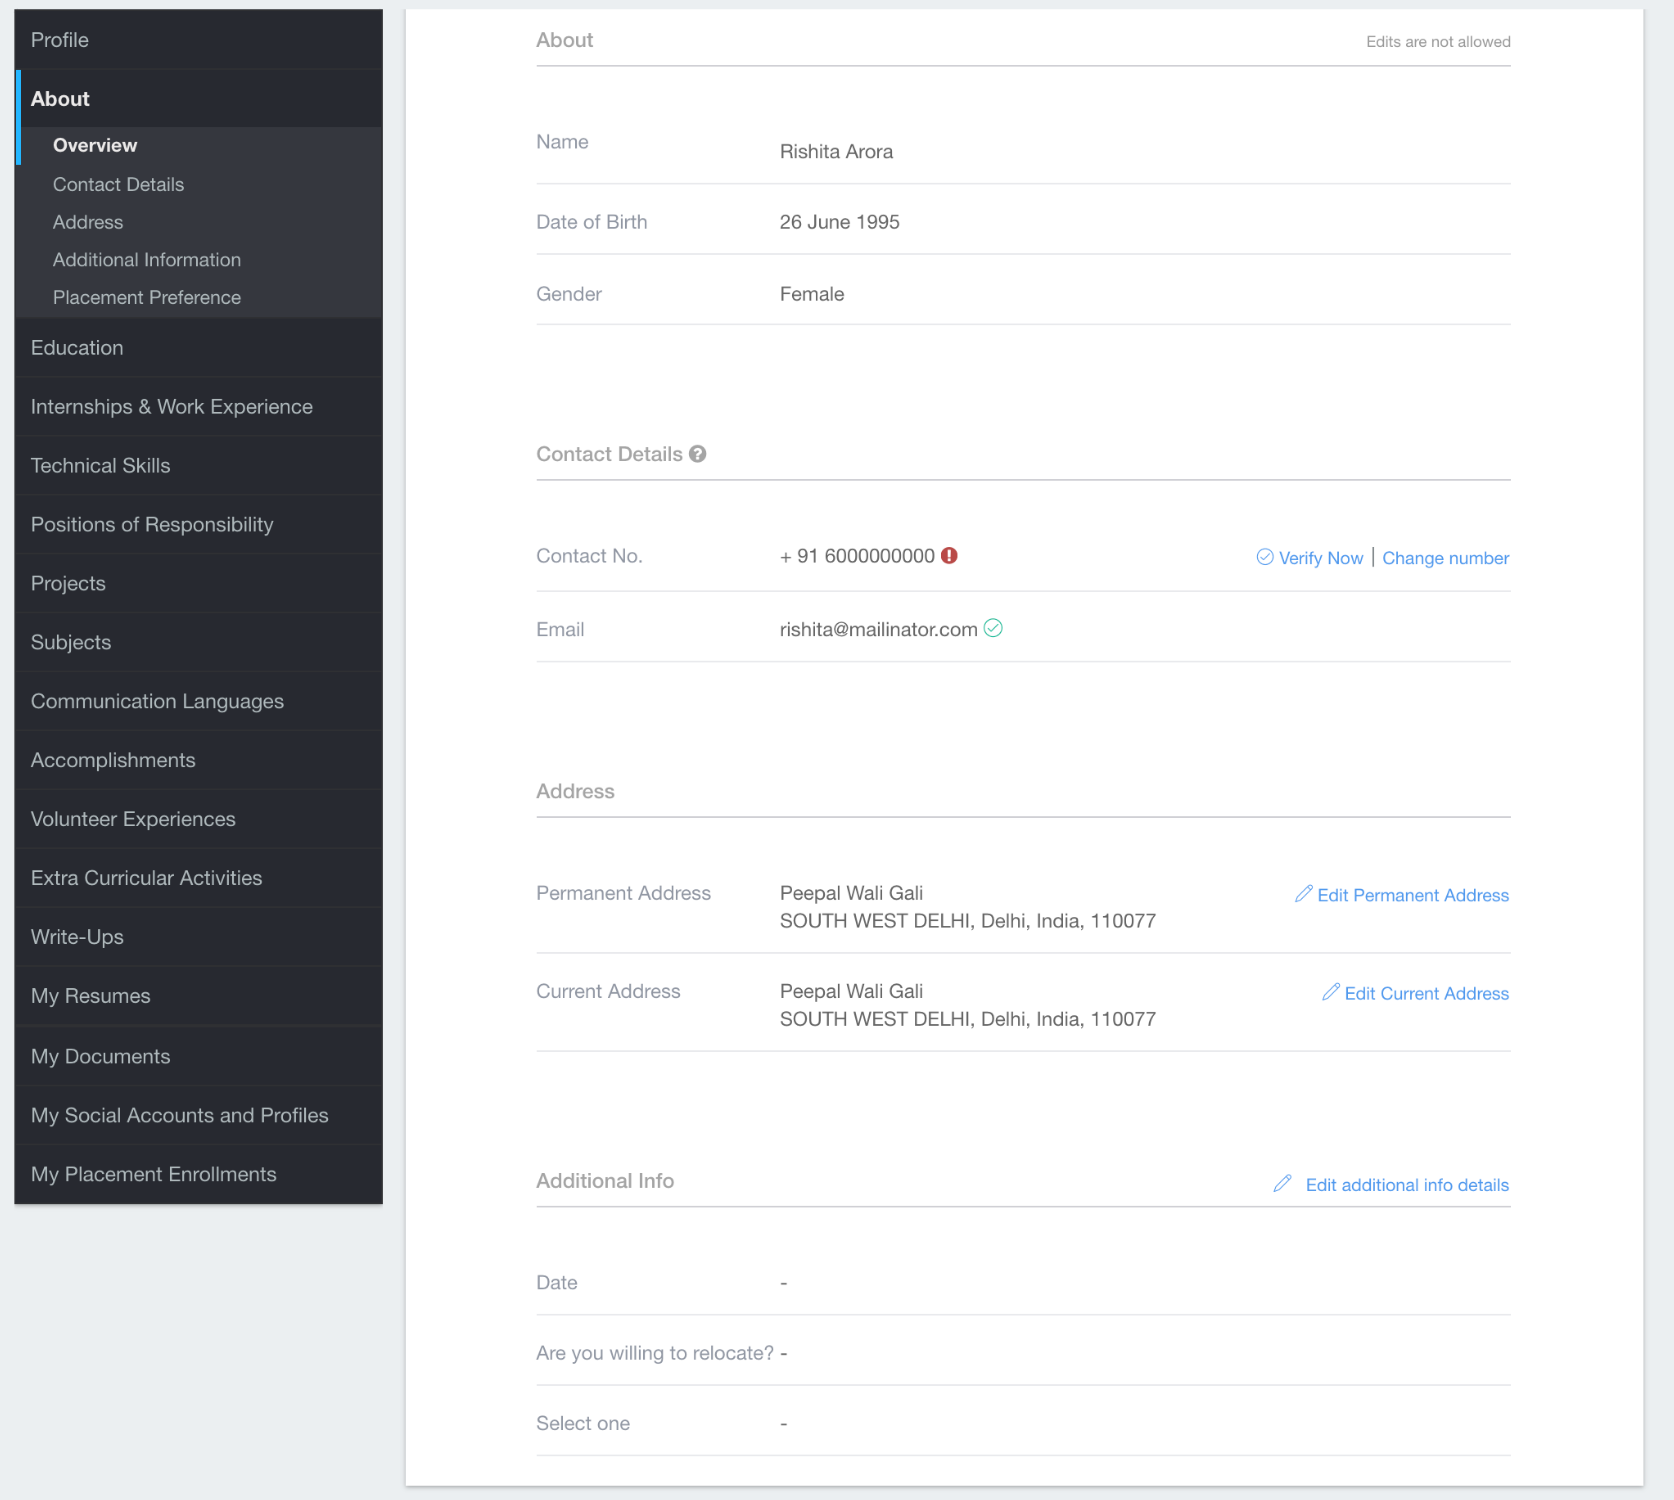 Profile
About
Overview
Contact Details
Address
Additional Information
Placement Preference
Education
Internships & Work Experience
Technical Skills
Positions of Responsibility
Projects
Subjects
Communication Languages
Accomplishments
Volunteer Experiences
Extra Curricular Activities
Write-Ups
My Resumes
My Documents
My Social Accounts and Profiles
My Placement Enrollments
About Edits are not allowed
Name Rishita Arora
Date of Birth 26 June 1995
Gender Female
Contact Details
Contact No. + 91 6000000000 Verify Now | Change number
Email rishita@mailinator.com
Address
Permanent Address Peepal Wali Gali Edit Permanent Address
SOUTH WEST DELHI, Delhi, India, 110077
Current Address Peepal Wali Gali Edit Current Address
SOUTH WEST DELHI, Delhi, India, 110077
Additional Info Edit additional info details
Date -
Are you willing to relocate? -
Select one -